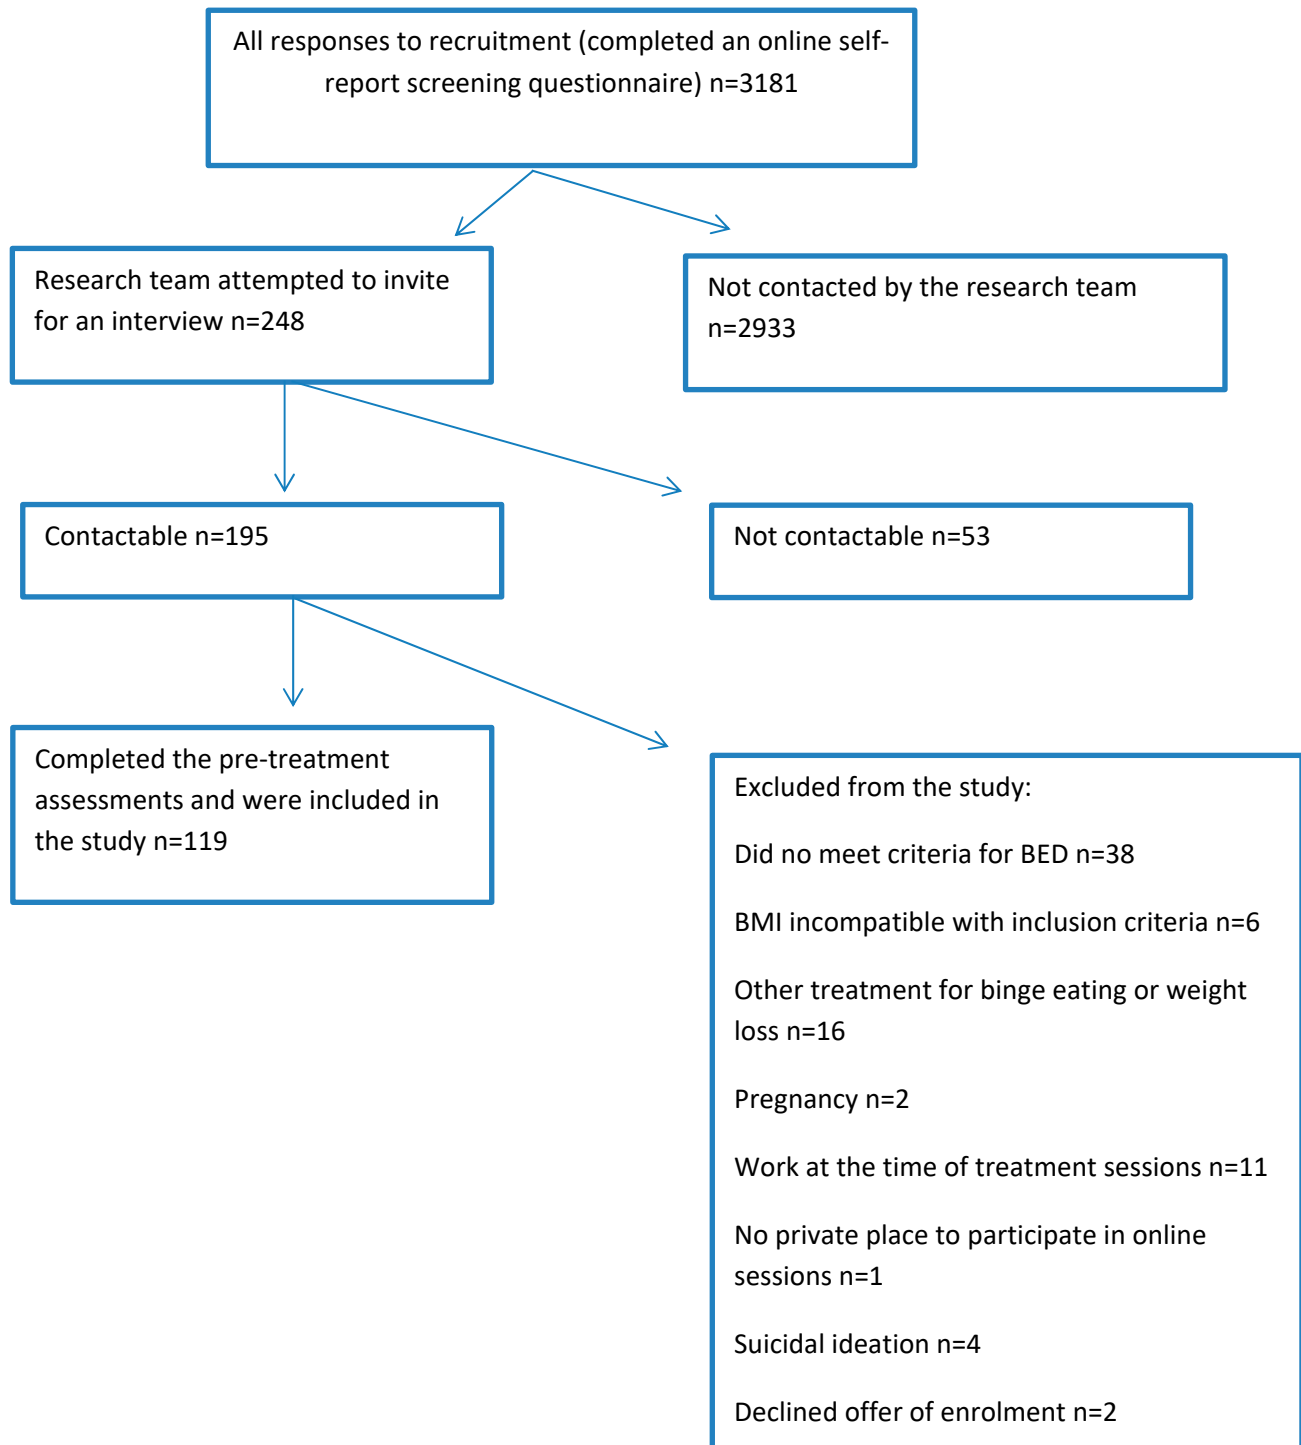 All responses to recruitment (completed an online self-
report screening questionnaire) n=3181
Research team attempted to invite
for an interview n=248
Not contacted by the research team
n=2933
Contactable n=195
Not contactable n=53
Completed the pre-treatment
assessments and were included in
the study n=119
Excluded from the study:
Did no meet criteria for BED n=38
BMI incompatible with inclusion criteria n=6
Other treatment for binge eating or weight
loss n=16
Pregnancy n=2
Work at the time of treatment sessions n=11
No private place to participate in online
sessions n=1
Suicidal ideation n=4
Declined offer of enrolment n=2